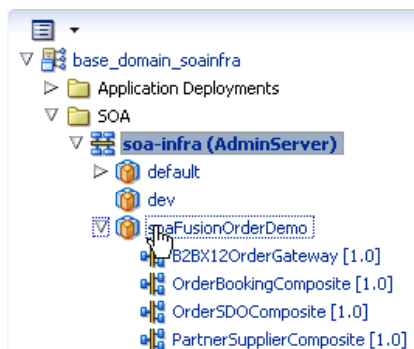 base_domain_soainfra
Application Deployments
SOA
soa-infra (AdminServer)
default
dev
soaFusionOrderDemo
B2BX12OrderGateway [1.0]
OrderBookingComposite [1.0]
OrderSDOComposite [1.0]
PartnerSupplierComposite [1.0]